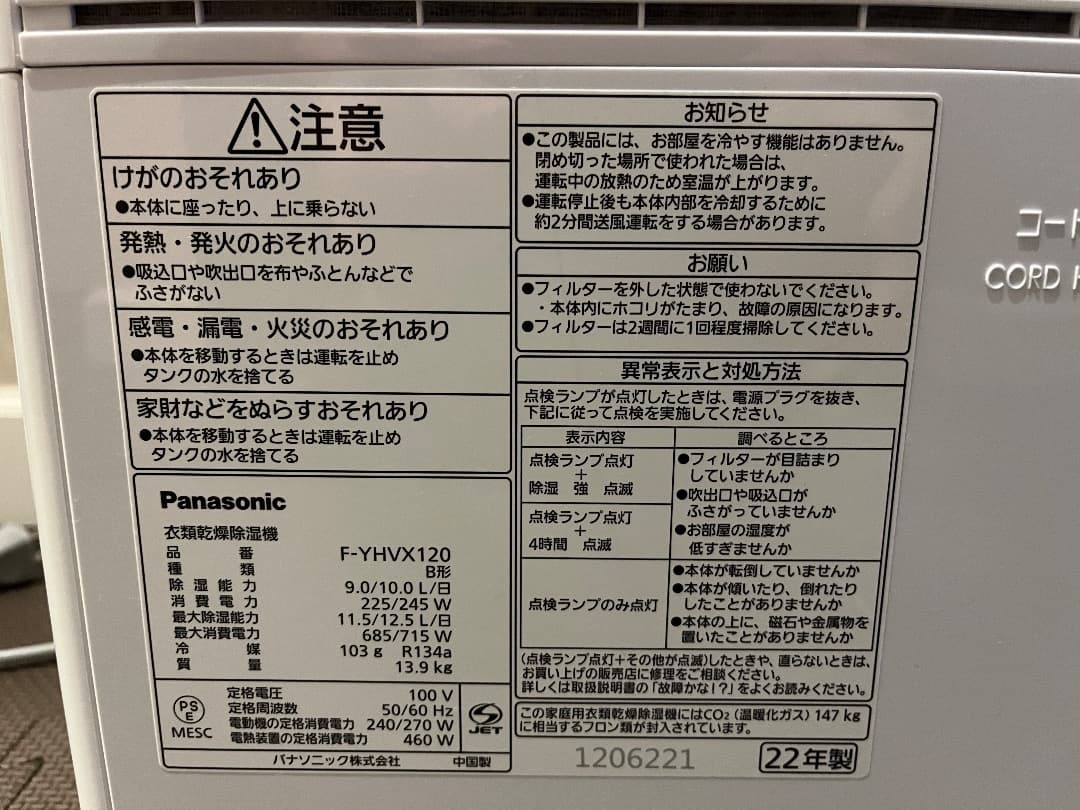 注意
けがのおそれあり
●本体に座ったり、上に乗らない
発熱・発火のおそれあり
●吸込口や吹出口を布やふとんなどで
ふさがない
感電・漏電・火災のおそれあり
●本体を移動するときは運転を止め
タンクの水を捨てる
家財などをぬらすおそれあり
●本体を移動するときは運転を止め
タンクの水を捨てる
Panasonic
衣類乾燥除湿機
品番 F-YHVX120
種類 B形
除湿能力 9.0/10.0 L/日
消費電力 225/245 W
最大除湿能力 11.5/12.5 L/日
最大消費電力 685/715 W
冷媒 103 g R134a
質量 13.9 kg
PS
E
MESC
定格電圧 100 V
定格周波数 50/60 Hz
電動機の定格消費電力 240/270 W
電熱装置の定格消費電力 460 W
JET
パナソニック株式会社 中国製
お知らせ
●この製品には、お部屋を冷やす機能はありません。
閉め切った場所で使われた場合は、
運転中の放熱のため室温が上がります。
●運転停止後も本体内部を冷却するために
約2分間送風運転をする場合があります。
お願い
●フィルターを外した状態で使わないでください。
・本体内にホコリがたまり、故障の原因になります。
●フィルターは2週間に1回程度掃除してください。
異常表示と対処方法
点検ランプが点灯したときは、電源プラグを抜き、
下記に従って点検を実施してください。
表示内容 調べるところ
点検ランプ点灯
+
除湿 強 点滅
点検ランプ点灯
+
4時間 点滅
●フィルターが目詰まり
していませんか
●吹出口や吸込口が
ふさがっていませんか
●お部屋の湿度が
低すぎませんか
点検ランプのみ点灯
●本体が転倒していませんか
●本体が傾いたり、倒れたり
したことがありませんか
●本体の上に、磁石や金属物を
置いたことがありませんか
(点検ランプ点灯+その他が点滅)したときや、直らないときは、
お買い上げの販売店に修理をご相談ください。
詳しくは取扱説明書の「故障かな!?」をよくお読みください。
この家庭用衣類乾燥除湿機にはCO₂(温暖化ガス)147 kg
に相当するフロン類が封入されています。
1206221
22年製
コード
CORD H